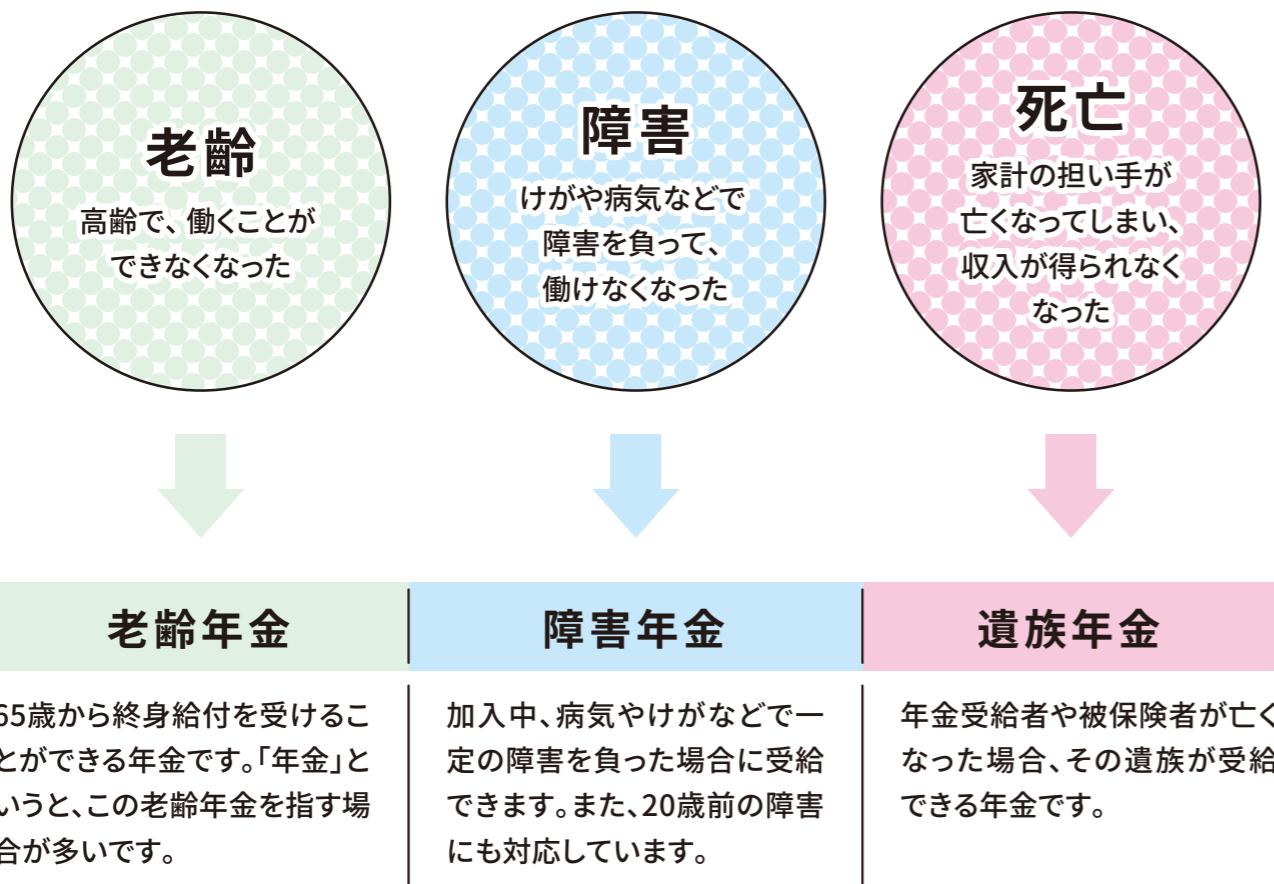 老齢
高齢で、働くことが
できなくなった
障害
けがや病気などで
障害を負って、
働けなくなった
死亡
家計の担い手が
亡くなってしまい、
収入が得られなく
なった
老齢年金
65歳から終身給付を受けるこ
とができる年金です。「年金」と
いうと、この老齢年金を指す場
合が多いです。
障害年金
加入中、病気やけがなどで一
定の障害を負った場合に受給
できます。また、20歳前の障害
にも対応しています。
遺族年金
年金受給者や被保険者が亡く
なった場合、その遺族が受給
できる年金です。